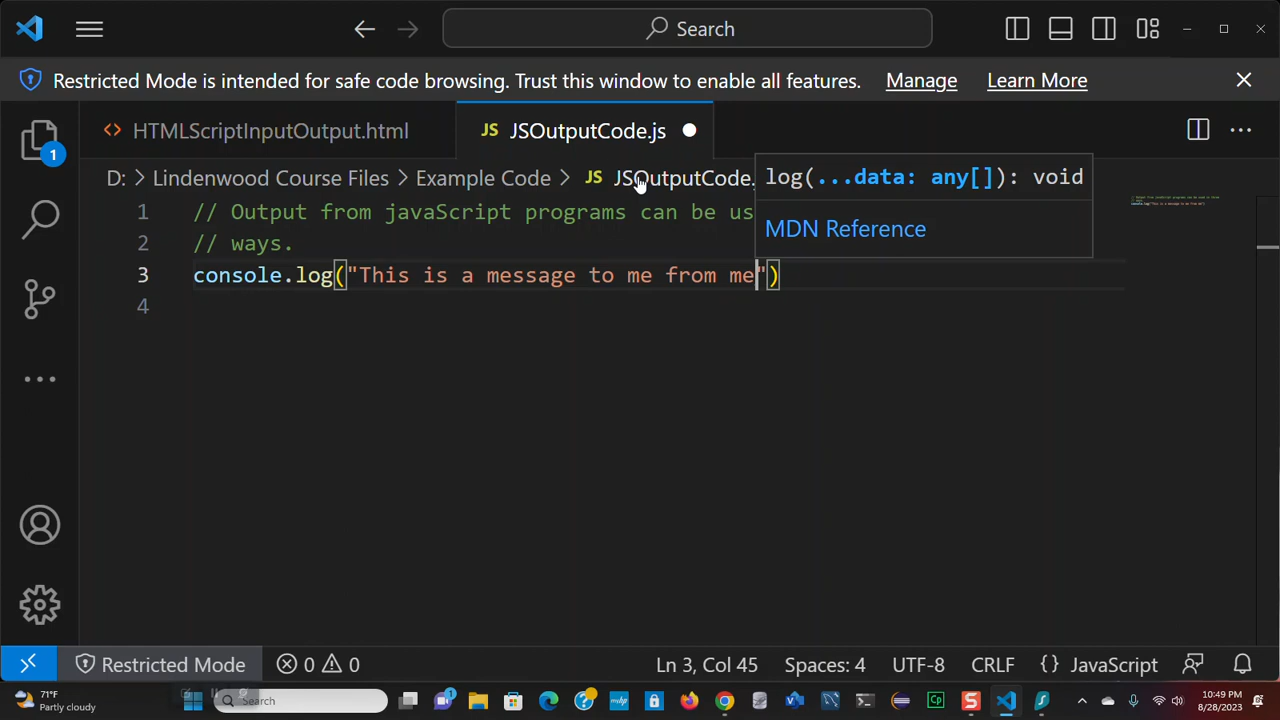 Search
Restricted Mode is intended for safe code browsing. Trust this window to enable all features. Manage Learn More
1
<> HTMLScriptInputOutput.html JS JSOutputCode.js
D: > Lindenwood Course Files > Example Code > JS JSOutputCode.
log(...data: any[]): void
MDN Reference
1 // Output from javaScript programs can be us
2 // ways.
3 console.log("This is a message to me from me")
4
Restricted Mode 0 0 Ln 3, Col 45 Spaces: 4 UTF-8 CRLF {} JavaScript
71°F
Partly cloudy
Search
1
10:49 PM
8/28/2023